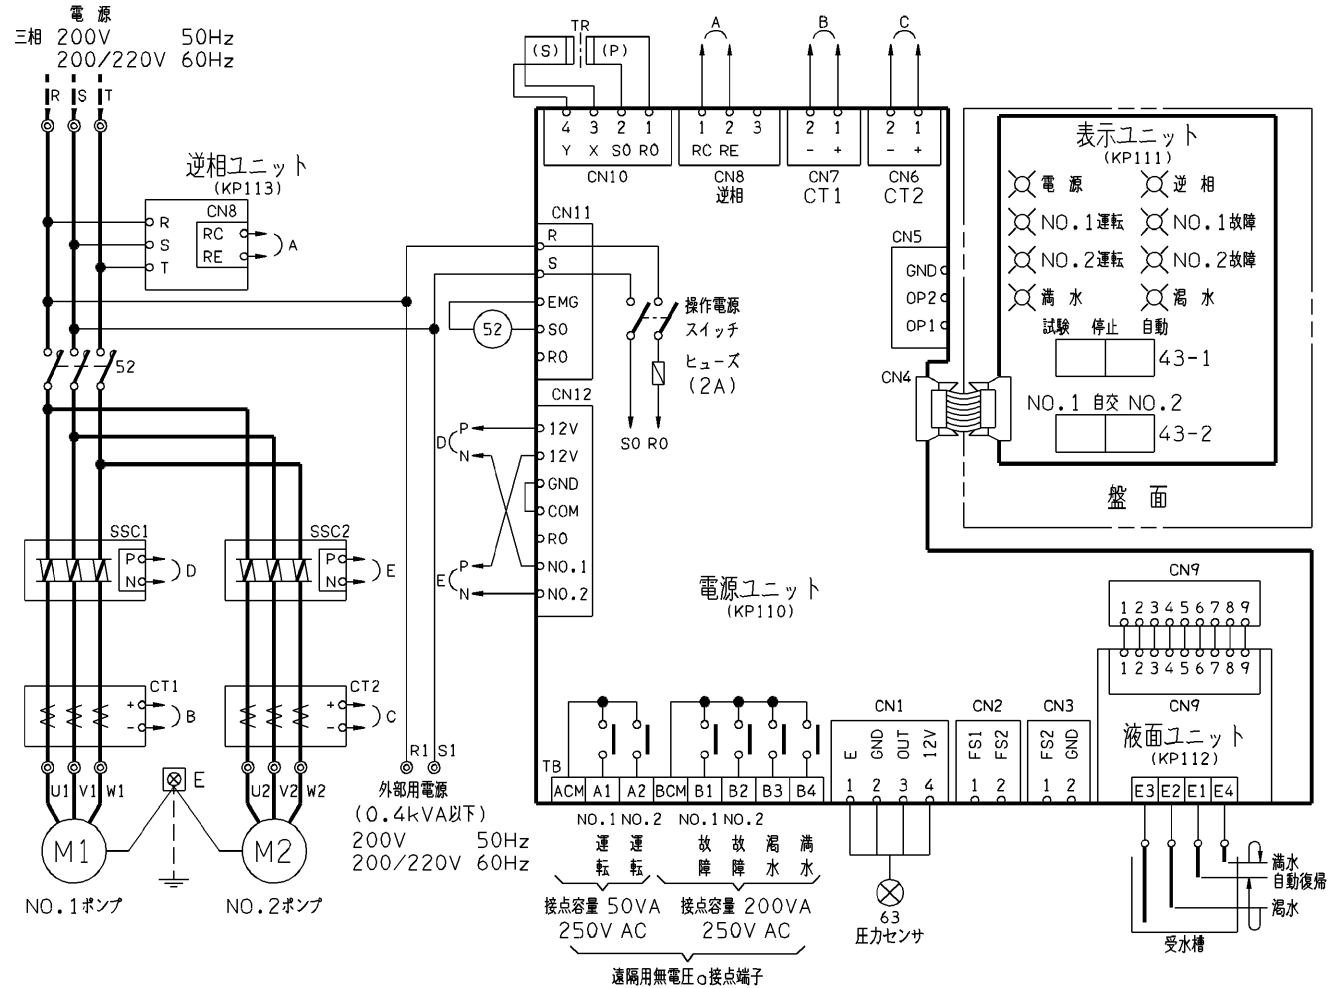 電 源
三相 200V 50Hz
200/220V 60Hz
R S T
逆相ユニット
(KP113)
CN8
R RC
S RE A
T
52
SSC1
P
N D
SSC2
P
N E
CT1
+
- B
CT2
+
- C
U1 V1 W1
E
U2 V2 W2
M1
M2
NO.1ポンプ
NO.2ポンプ
R1 S1
外部用電源
(0.4kVA以下)
200V 50Hz
200/220V 60Hz
TR
(S) (P)
A
B
C
4 3 2 1
Y X SO RO
CN10
1 2 3
RC RE
CN8
逆相
2 1
- +
CN7
CT1
2 1
- +
CN6
CT2
CN11
R
S
EMG
52 SO
RO
操作電源
スイッチ
ヒューズ
(2A)
SO RO
CN12
P 12V
D
N 12V
GND
COM
RO
P NO.1
E
N NO.2
CN5
GND
OP2
OP1
CN4
表示ユニット
(KP111)
電 源 逆 相
NO.1運転 NO.1故障
NO.2運転 NO.2故障
満 水 渇 水
試験 停止 自動
43-1
NO.1 自交 NO.2
43-2
盤 面
電源ユニット
(KP110)
CN9
1 2 3 4 5 6 7 8 9
1 2 3 4 5 6 7 8 9
CN9
液面ユニット
(KP112)
E3 E2 E1 E4
満水
自動復帰
渇水
受水槽
TB
ACM A1 A2 BCM B1 B2 B3 B4
NO.1 NO.2 NO.1 NO.2
運転 運転 故障 故障 渇水 満水
接点容量 50VA
250V AC
接点容量 200VA
250V AC
遠隔用無電圧a接点端子
CN1
E GND OUT 12V
1 2 3 4
63
圧力センサ
CN2
FS1 FS2
1 2
CN3
FS2 GND
1 2